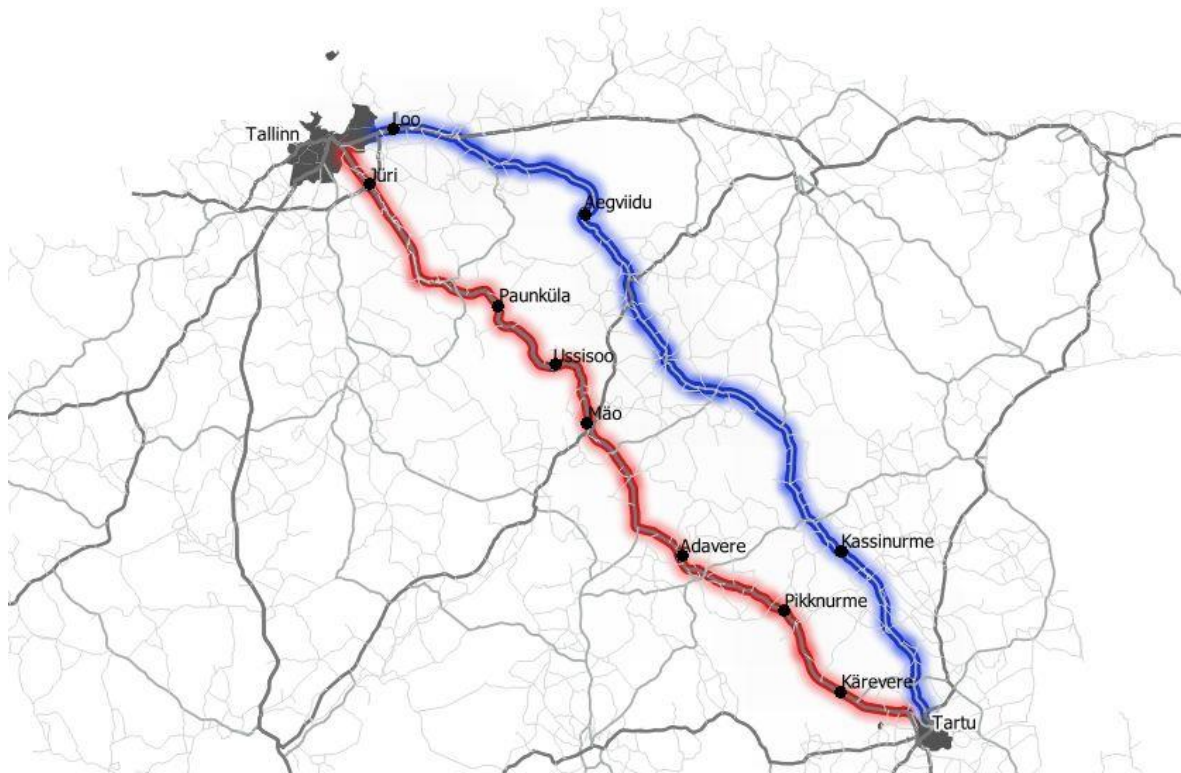 Loo
Tallinn
Jüri
Aegviidu
Paunküla
Ussisoo
Mäo
Kassinurme
Adavere
Pikknurme
Kärevere
Tartu